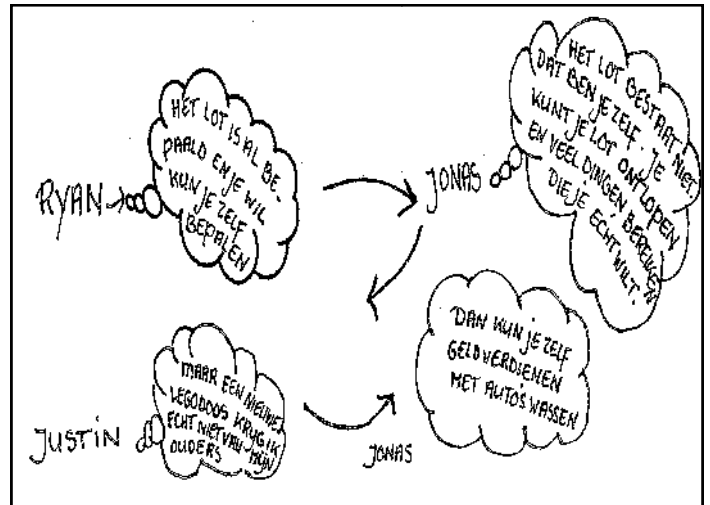 RYAN
HET LOT IS AL BE-
PAALD EN JE WIL
KUN JE ZELF
BEPALEN
JONAS
HET LOT BESTAAT NIET,
DAT BEN JE ZELF. JE
KUNT JE LOT ONTLOPEN
EN VEEL DINGEN BEREIKEN
DIE JE ECHT WILT.
JUSTIN
MAAR EEN NIEUWE
LEGODOOS KRYG IK
ECHT NIET VAN MIJN
OUDERS
DAN KUN JE ZELF
GELD VERDIENEN
MET AUTO'S WASSEN
JONAS